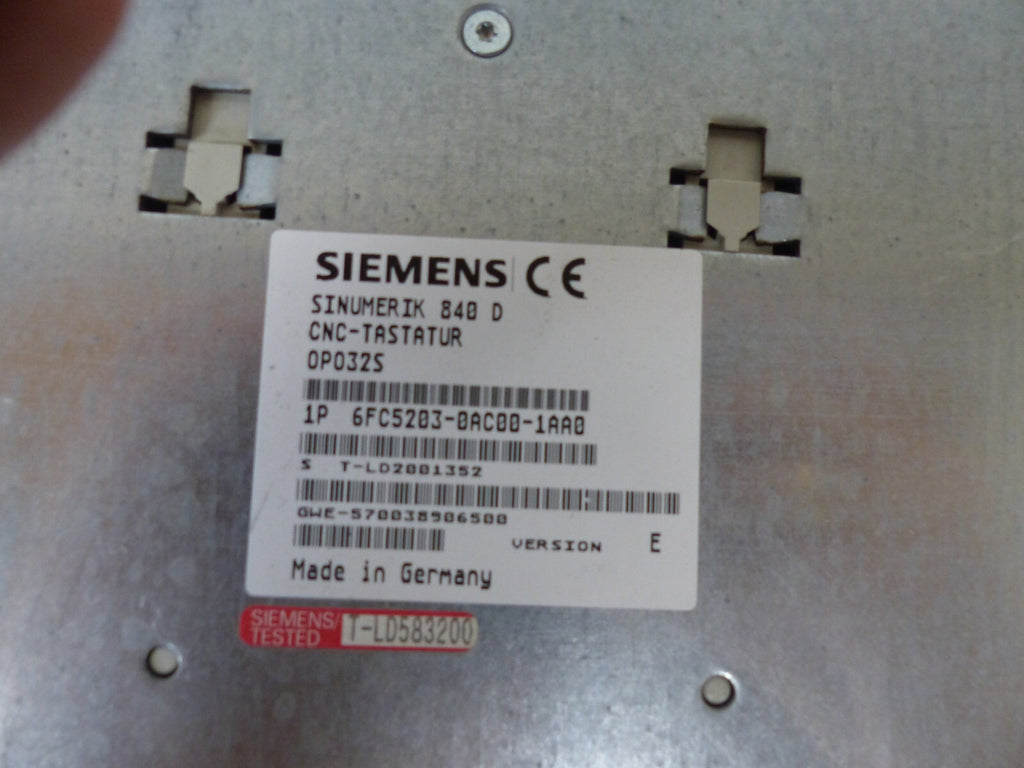 SIEMENS CE
SINUMERIK 840 D
CNC-TASTATUR
OP032S
1P 6FC5203-0AC00-1AA0
S T-LD2001352
GWE-570038906500
VERSION E
Made in Germany
SIEMENS/
TESTED
T-LD583200